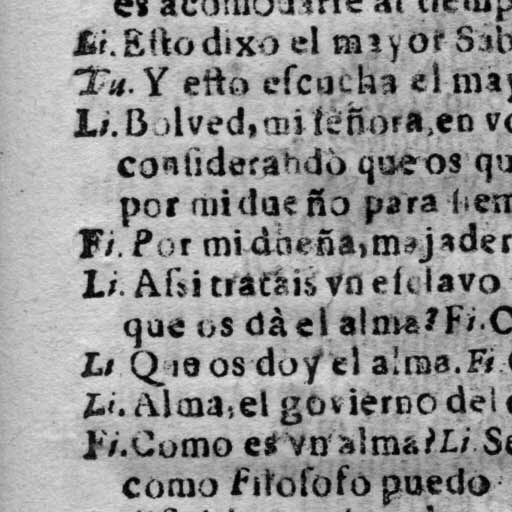 es acomodarse al tiemp
Li. Eſto dixo el mayor Sab
Tu. Y eſto eſcucha el may
Li. Bolved, mi ſeñora, en vo
conſiderandò que os qu
por mi dueño para ſiem
Fi. Por mi dueña, majader
Li. Aſsi tratàis vn eſclavo
que os dà el alma? Fi. C
Li Que os doy el alma. Fi.
Li. Alma, el govierno del
Fi. Como es vn alma? Li. Se
como Filoſofo puedo